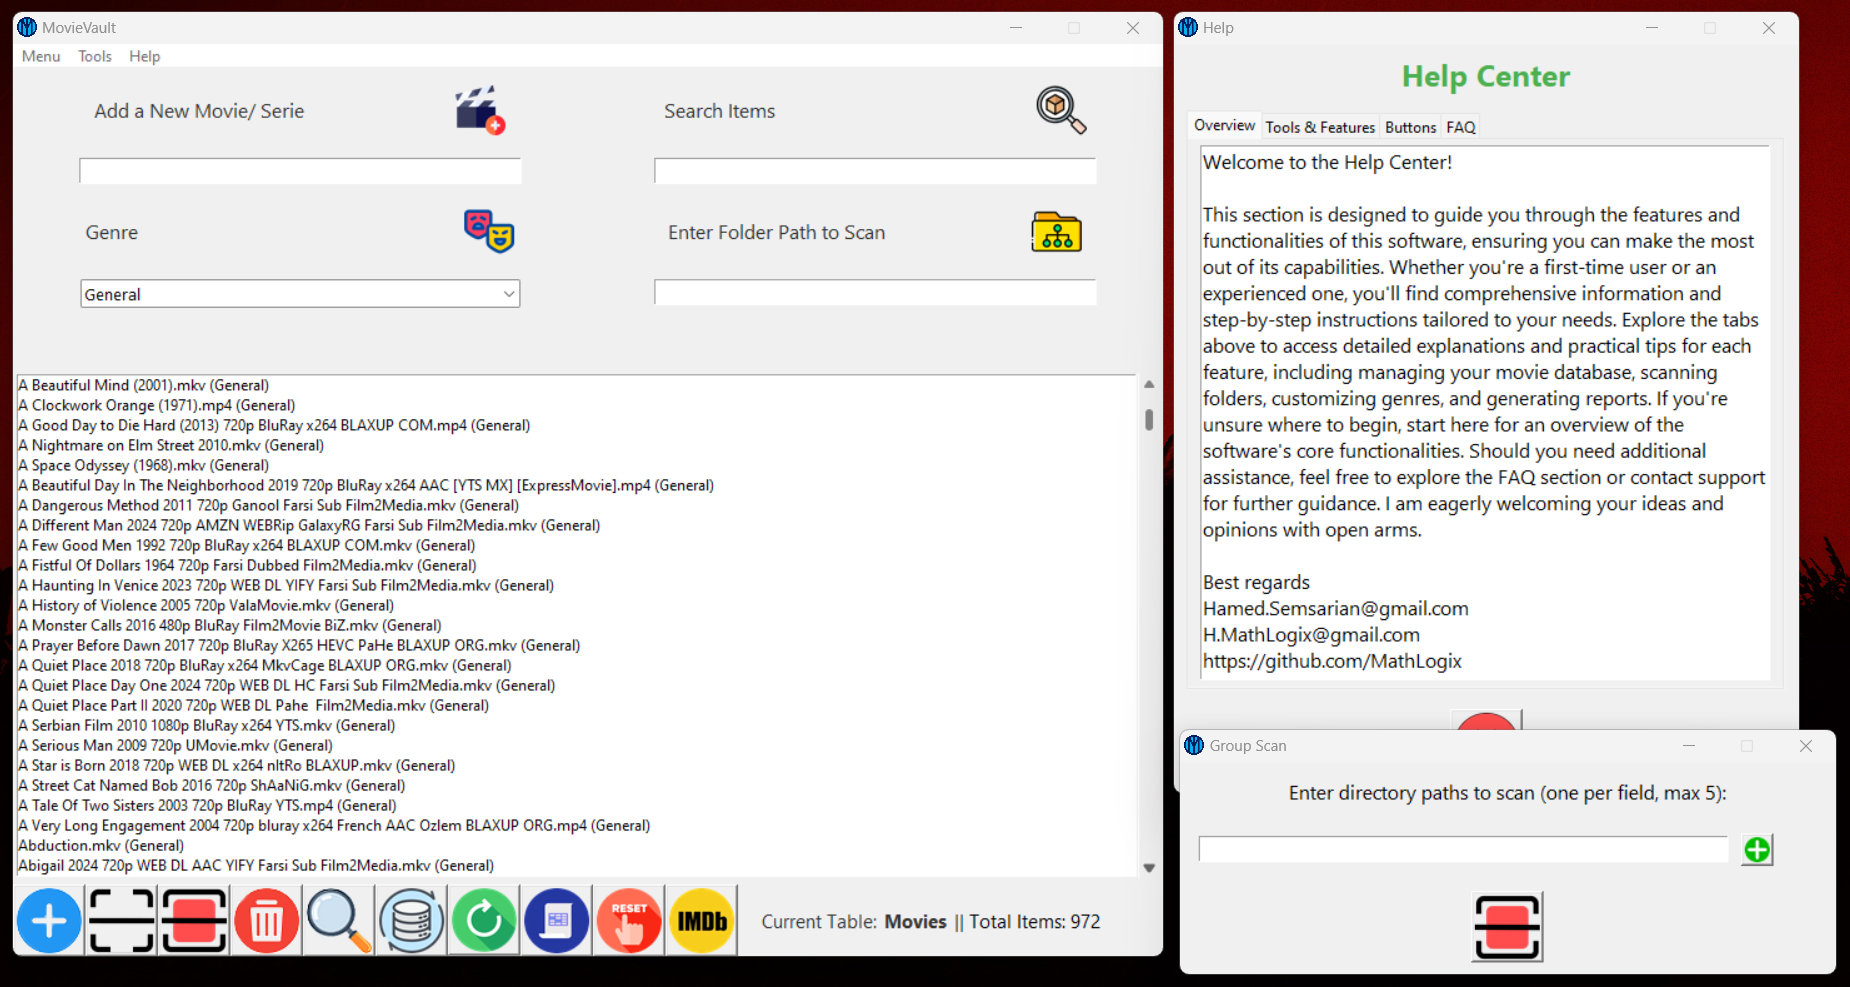 MovieVault
Menu Tools Help
Add a New Movie/ Serie
Search Items
Genre
Enter Folder Path to Scan
General
A Beautiful Mind (2001).mkv (General)
A Clockwork Orange (1971).mp4 (General)
A Good Day to Die Hard (2013) 720p BluRay x264 BLAXUP COM.mp4 (General)
A Nightmare on Elm Street 2010.mkv (General)
A Space Odyssey (1968).mkv (General)
A Beautiful Day In The Neighborhood 2019 720p BluRay x264 AAC [YTS MX] [ExpressMovie].mp4 (General)
A Dangerous Method 2011 720p Ganool Farsi Sub Film2Media.mkv (General)
A Different Man 2024 720p AMZN WEBRip GalaxyRG Farsi Sub Film2Media.mkv (General)
A Few Good Men 1992 720p BluRay x264 BLAXUP COM.mkv (General)
A Fistful Of Dollars 1964 720p Farsi Dubbed Film2Media.mkv (General)
A Haunting In Venice 2023 720p WEB DL YIFY Farsi Sub Film2Media.mkv (General)
A History of Violence 2005 720p ValaMovie.mkv (General)
A Monster Calls 2016 480p BluRay Film2Movie BiZ.mkv (General)
A Prayer Before Dawn 2017 720p BluRay X265 HEVC PaHe BLAXUP ORG.mkv (General)
A Quiet Place 2018 720p BluRay x264 MkvCage BLAXUP ORG.mkv (General)
A Quiet Place Day One 2024 720p WEB DL HC Farsi Sub Film2Media.mkv (General)
A Quiet Place Part II 2020 720p WEB DL Pahe  Film2Media.mkv (General)
A Serbian Film 2010 1080p BluRay x264 YTS.mkv (General)
A Serious Man 2009 720p UMovie.mkv (General)
A Star is Born 2018 720p WEB DL x264 nItRo BLAXUP.mkv (General)
A Street Cat Named Bob 2016 720p ShAaNiG.mkv (General)
A Tale Of Two Sisters 2003 720p BluRay YTS.mp4 (General)
A Very Long Engagement 2004 720p bluray x264 French AAC Ozlem BLAXUP ORG.mp4 (General)
Abduction.mkv (General)
Abigail 2024 720p WEB DL AAC YIFY Farsi Sub Film2Media.mkv (General)
RESET
IMDb
Current Table: Movies || Total Items: 972
Help
Help Center
Overview Tools & Features Buttons FAQ
Welcome to the Help Center!
This section is designed to guide you through the features and
functionalities of this software, ensuring you can make the most
out of its capabilities. Whether you're a first-time user or an
experienced one, you'll find comprehensive information and
step-by-step instructions tailored to your needs. Explore the tabs
above to access detailed explanations and practical tips for each
feature, including managing your movie database, scanning
folders, customizing genres, and generating reports. If you're
unsure where to begin, start here for an overview of the
software's core functionalities. Should you need additional
assistance, feel free to explore the FAQ section or contact support
for further guidance. I am eagerly welcoming your ideas and
opinions with open arms.
Best regards
Hamed.Semsarian@gmail.com
H.MathLogix@gmail.com
https://github.com/MathLogix
Group Scan
Enter directory paths to scan (one per field, max 5):